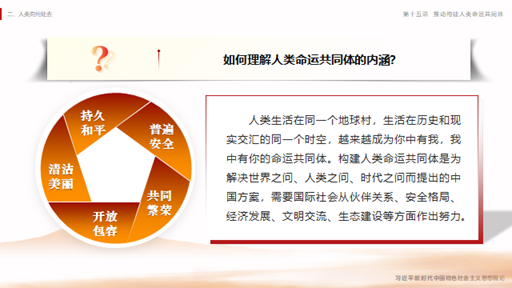 二、人类向何处去
第十五讲 推动构建人类命运共同体
如何理解人类命运共同体的内涵?
持久
和平
普遍
安全
共同
繁荣
开放
包容
清洁
美丽
人类生活在同一个地球村，生活在历史和现
实交汇的同一个时空，越来越成为你中有我，我
中有你的命运共同体。构建人类命运共同体是为
解决世界之问、人类之问、时代之问而提出的中
国方案，需要国际社会从伙伴关系、安全格局、
经济发展、文明交流、生态建设等方面作出努力。
习近平新时代中国特色社会主义思想概论